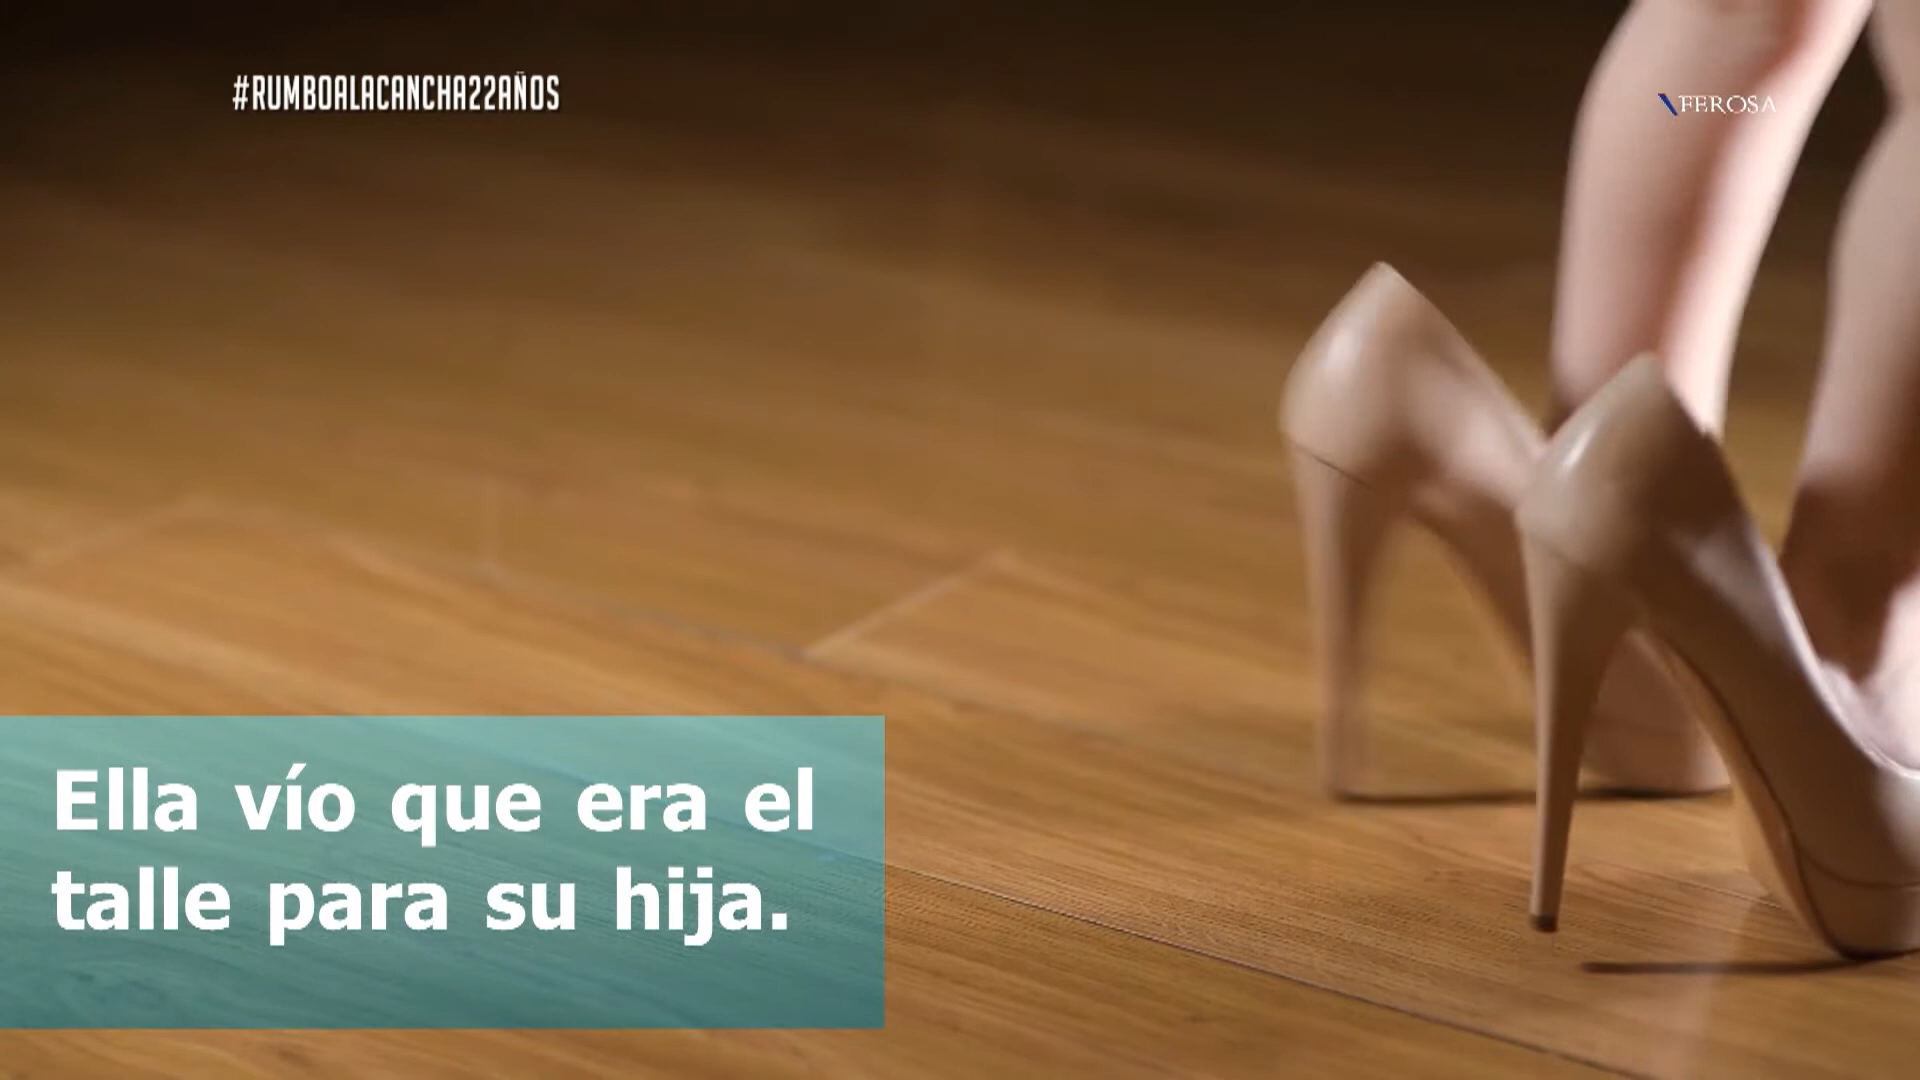 #RUMBOALACANCHA22AÑOS
FEROSA
Ella vío que era el
talle para su hija.